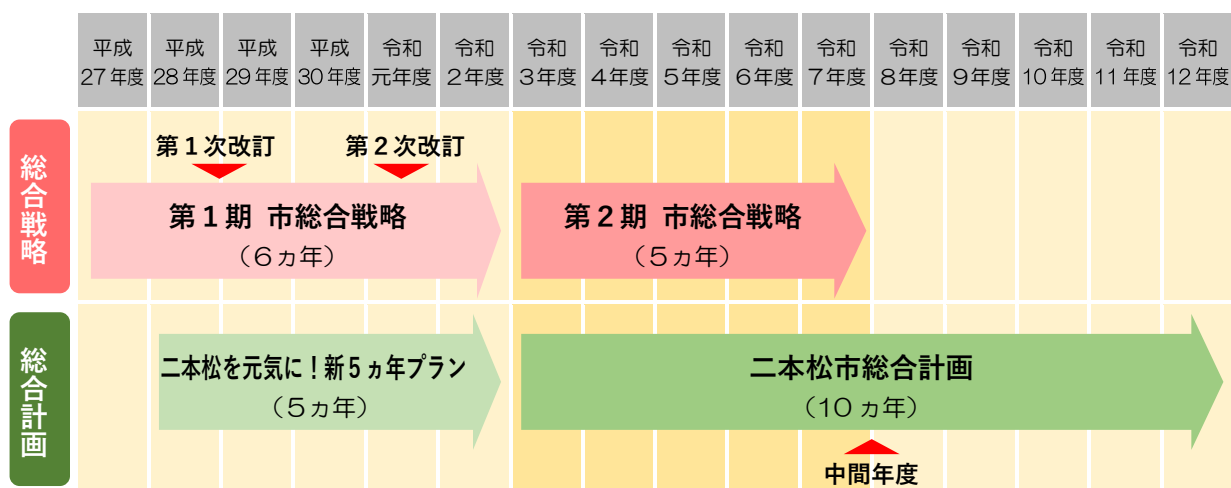 平成 平成 平成 平成 令和 令和 令和 令和 令和 令和 令和 令和 令和 令和 令和 令和
27年度 28年度 29年度 30年度 元年度 2年度 3年度 4年度 5年度 6年度 7年度 8年度 9年度 10年度 11年度 12年度
総合戦略
第1次改訂 第2次改訂
第1期 市総合戦略 第2期 市総合戦略
（6ヵ年） （5ヵ年）
総合計画
二本松を元気に！新5ヵ年プラン 二本松市総合計画
（5ヵ年） （10ヵ年）
中間年度